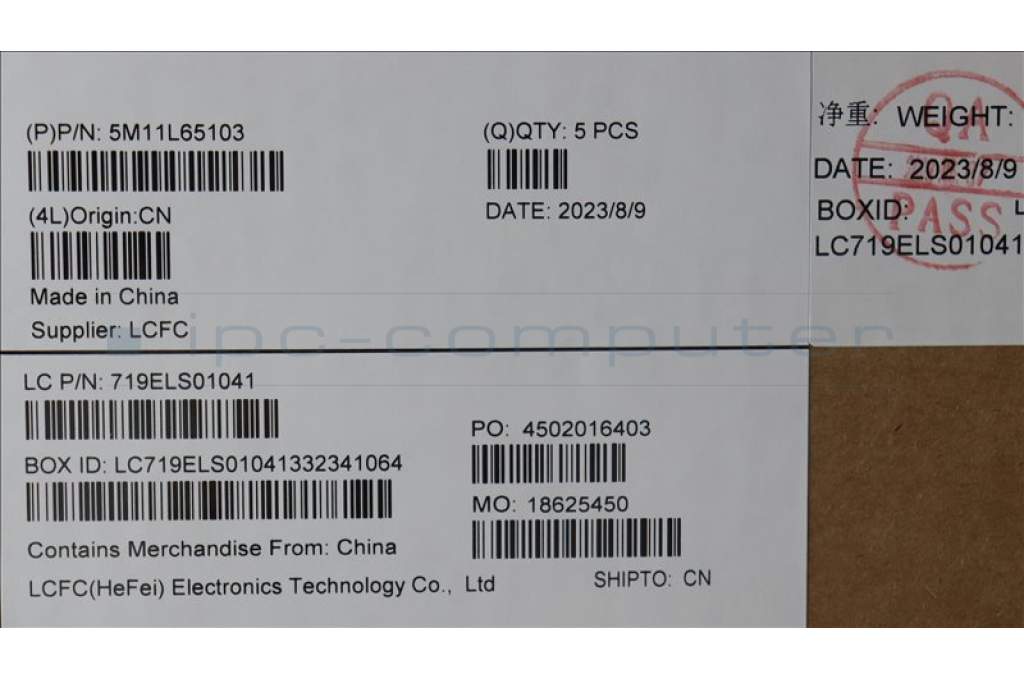 (P)P/N: 5M11L65103
(Q)QTY: 5 PCS
(4L)Origin:CN
DATE: 2023/8/9
Made in China
Supplier: LCFC
净重: WEIGHT:
DATE: 2023/8/9
BOXID:
LC719ELS01041
QA
PASS
ipc-computer
LC P/N: 719ELS01041
PO: 4502016403
BOX ID: LC719ELS01041332341064
MO: 18625450
Contains Merchandise From: China
LCFC(HeFei) Electronics Technology Co., Ltd
SHIPTO: CN